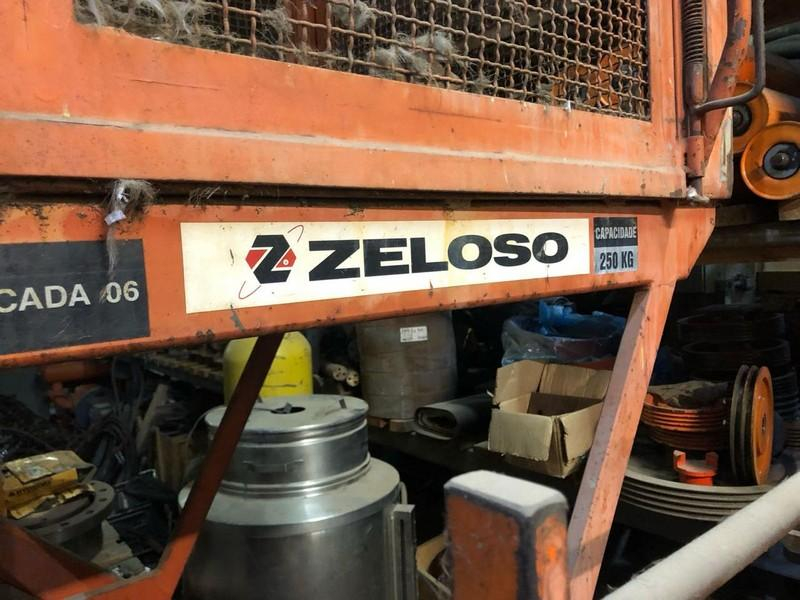 CADA 06
ZELOSO
CAPACIDADE
250 KG